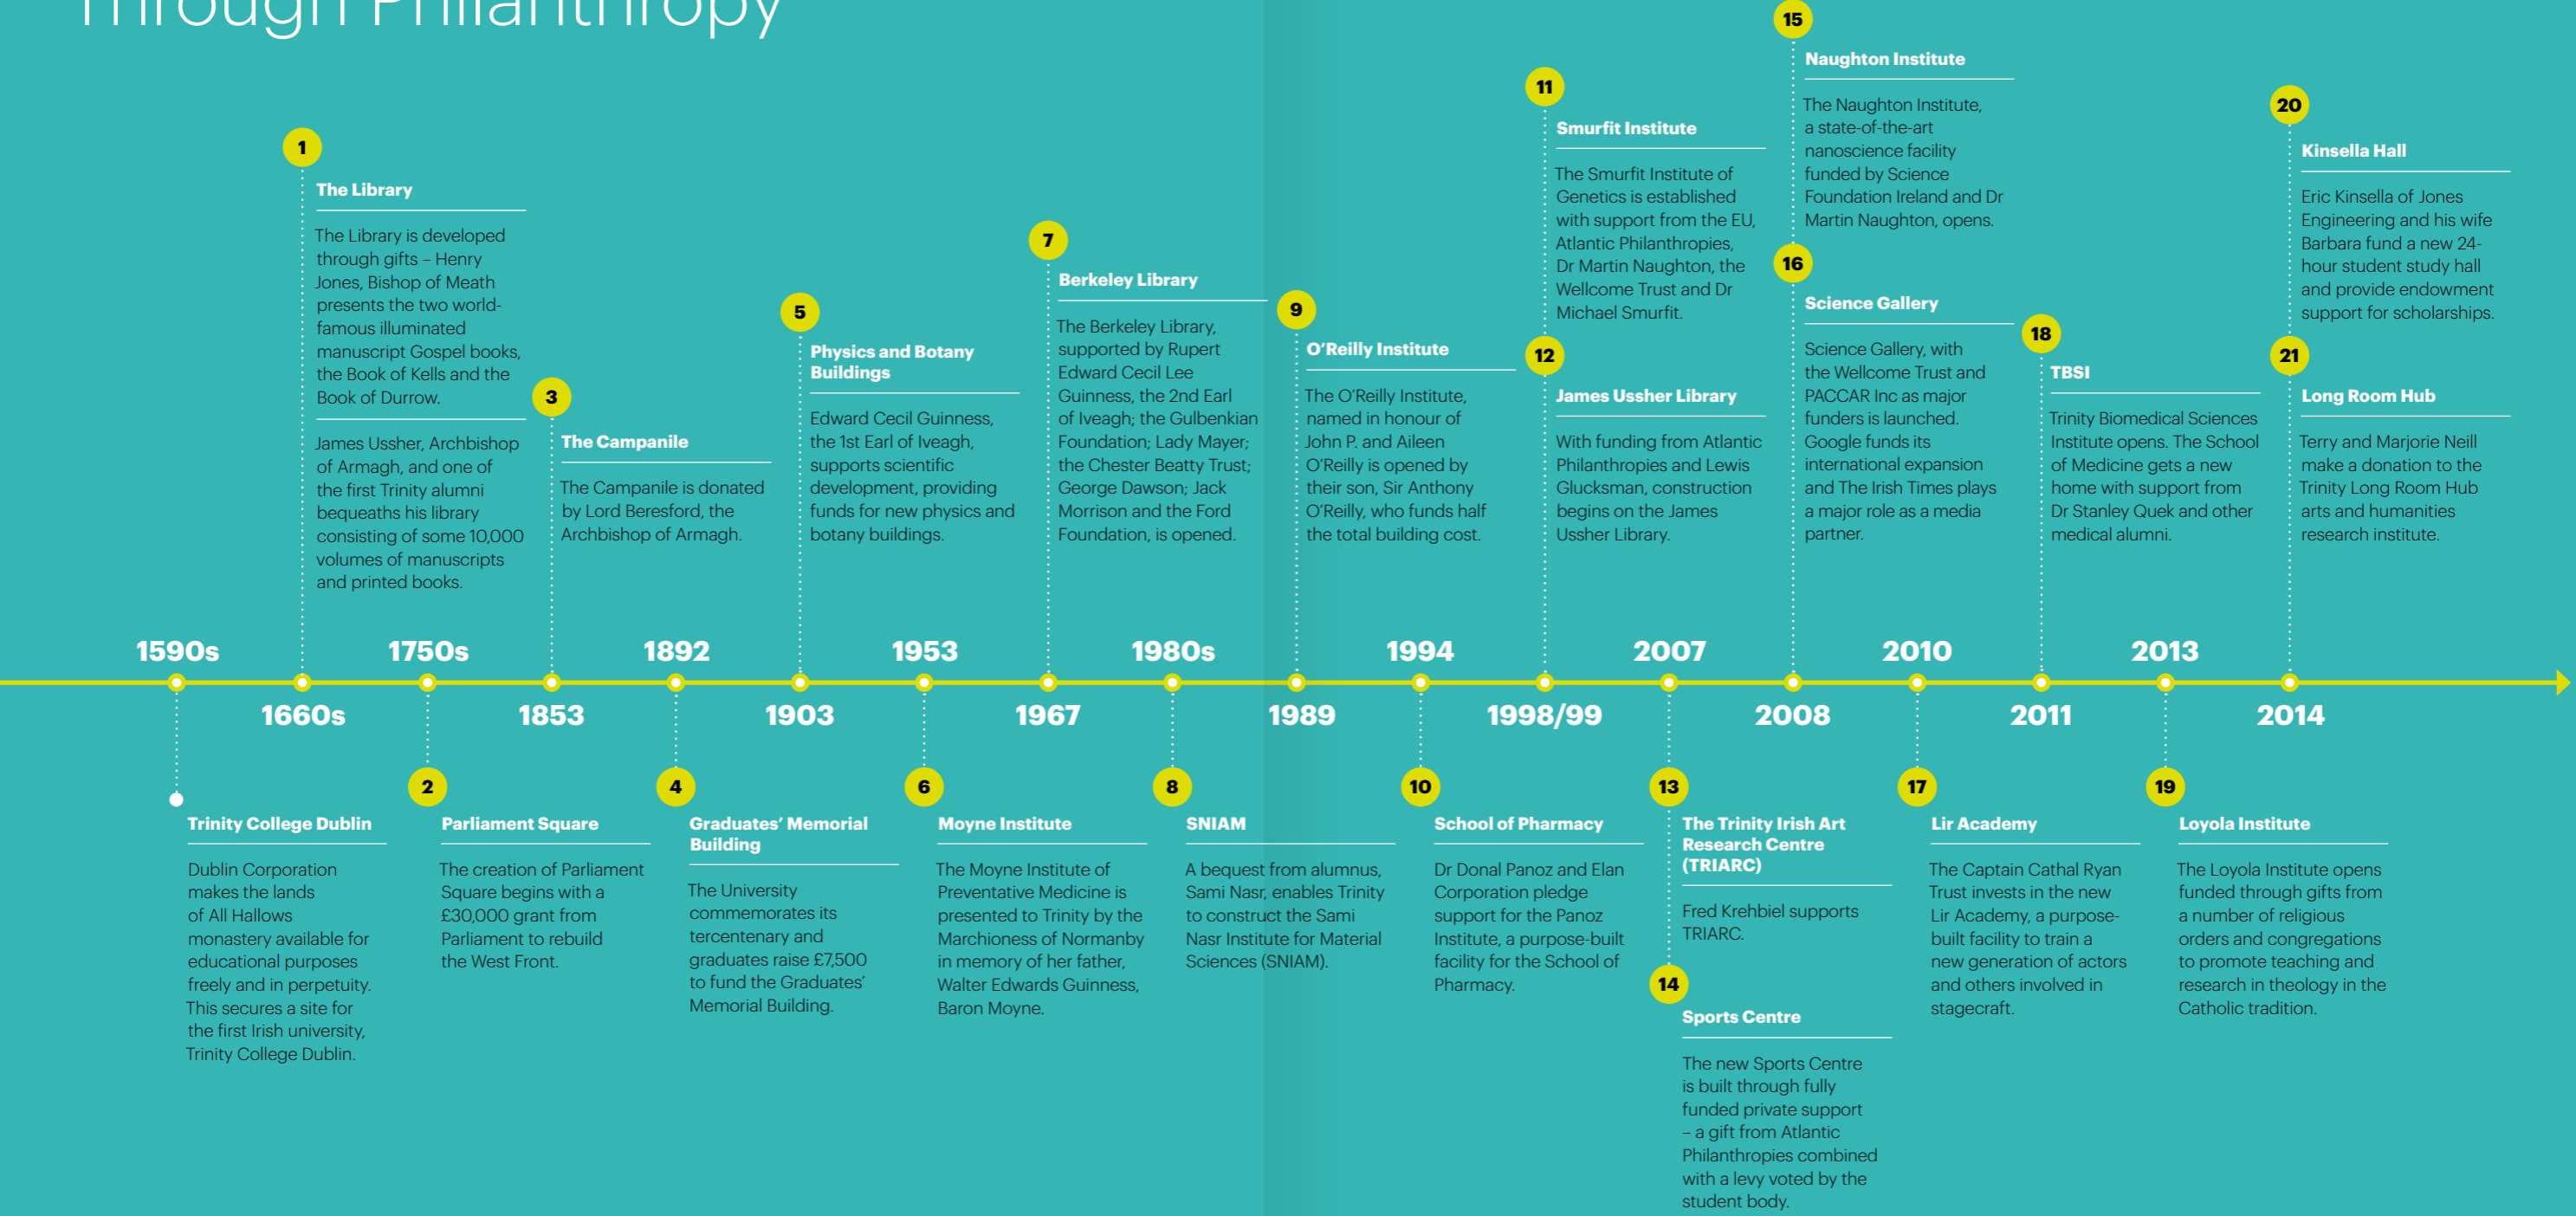 Through Philanthropy
1
The Library
The Library is developed
through gifts – Henry
Jones, Bishop of Meath
presents the two world-
famous illuminated
manuscript Gospel books,
the Book of Kells and the
Book of Durrow.
James Ussher, Archbishop
of Armagh, and one of
the first Trinity alumni
bequeaths his library
consisting of some 10,000
volumes of manuscripts
and printed books.
3
The Campanile
The Campanile is donated
by Lord Beresford, the
Archbishop of Armagh.
5
Physics and Botany
Buildings
Edward Cecil Guinness,
the 1st Earl of Iveagh,
supports scientific
development, providing
funds for new physics and
botany buildings.
7
Berkeley Library
The Berkeley Library,
supported by Rupert
Edward Cecil Lee
Guinness, the 2nd Earl
of Iveagh; the Gulbenkian
Foundation; Lady Mayer;
the Chester Beatty Trust;
George Dawson; Jack
Morrison and the Ford
Foundation, is opened.
9
O’Reilly Institute
The O’Reilly Institute,
named in honour of
John P. and Aileen
O’Reilly is opened by
their son, Sir Anthony
O’Reilly, who funds half
the total building cost.
11
Smurfit Institute
The Smurfit Institute of
Genetics is established
with support from the EU,
Atlantic Philanthropies,
Dr Martin Naughton, the
Wellcome Trust and Dr
Michael Smurfit.
12
James Ussher Library
With funding from Atlantic
Philanthropies and Lewis
Glucksman, construction
begins on the James
Ussher Library.
15
Naughton Institute
The Naughton Institute,
a state-of-the-art
nanoscience facility
funded by Science
Foundation Ireland and Dr
Martin Naughton, opens.
16
Science Gallery
Science Gallery, with
the Wellcome Trust and
PACCAR Inc as major
funders is launched.
Google funds its
international expansion
and The Irish Times plays
a major role as a media
partner.
18
TBSI
Trinity Biomedical Sciences
Institute opens. The School
of Medicine gets a new
home with support from
Dr Stanley Quek and other
medical alumni.
20
Kinsella Hall
Eric Kinsella of Jones
Engineering and his wife
Barbara fund a new 24-
hour student study hall
and provide endowment
support for scholarships.
21
Long Room Hub
Terry and Marjorie Neill
make a donation to the
Trinity Long Room Hub
arts and humanities
research institute.
1590s
1750s
1892
1953
1980s
1994
2007
2010
2013
1660s
1853
1903
1967
1989
1998/99
2008
2011
2014
Trinity College Dublin
Dublin Corporation
makes the lands
of All Hallows
monastery available for
educational purposes
freely and in perpetuity.
This secures a site for
the first Irish university,
Trinity College Dublin.
2
Parliament Square
The creation of Parliament
Square begins with a
£30,000 grant from
Parliament to rebuild
the West Front.
4
Graduates’ Memorial
Building
The University
commemorates its
tercentenary and
graduates raise £7,500
to fund the Graduates’
Memorial Building.
6
Moyne Institute
The Moyne Institute of
Preventative Medicine is
presented to Trinity by the
Marchioness of Normanby
in memory of her father,
Walter Edwards Guinness,
Baron Moyne.
8
SNIAM
A bequest from alumnus,
Sami Nasr, enables Trinity
to construct the Sami
Nasr Institute for Material
Sciences (SNIAM).
10
School of Pharmacy
Dr Donal Panoz and Elan
Corporation pledge
support for the Panoz
Institute, a purpose-built
facility for the School of
Pharmacy.
13
The Trinity Irish Art
Research Centre
(TRIARC)
Fred Krehbiel supports
TRIARC.
14
Sports Centre
The new Sports Centre
is built through fully
funded private support
– a gift from Atlantic
Philanthropies combined
with a levy voted by the
student body.
17
Lir Academy
The Captain Cathal Ryan
Trust invests in the new
Lir Academy, a purpose-
built facility to train a
new generation of actors
and others involved in
stagecraft.
19
Loyola Institute
The Loyola Institute opens
funded through gifts from
a number of religious
orders and congregations
to promote teaching and
research in theology in the
Catholic tradition.